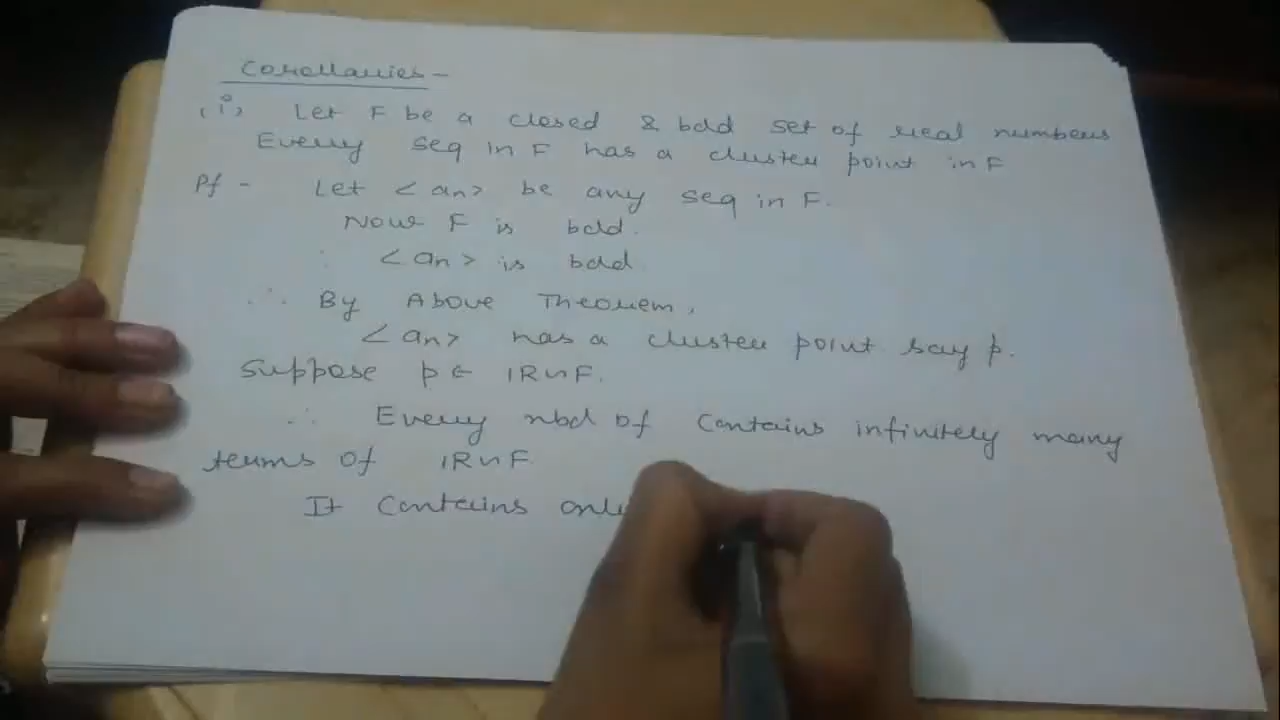 Corollaries -
(i) Let F be a closed & bdd set of real numbers
Every seq in F has a cluster point in F
Pf - Let < an > be any seq in F.
Now F is bdd.
∴ < an > is bdd
∴ By Above Theorem,
< an > has a cluster point say p.
Suppose p ∈ IR ∩ F.
∴ Every nbd of Contains infinitely many
terms of IR ∩ F
It Contains only